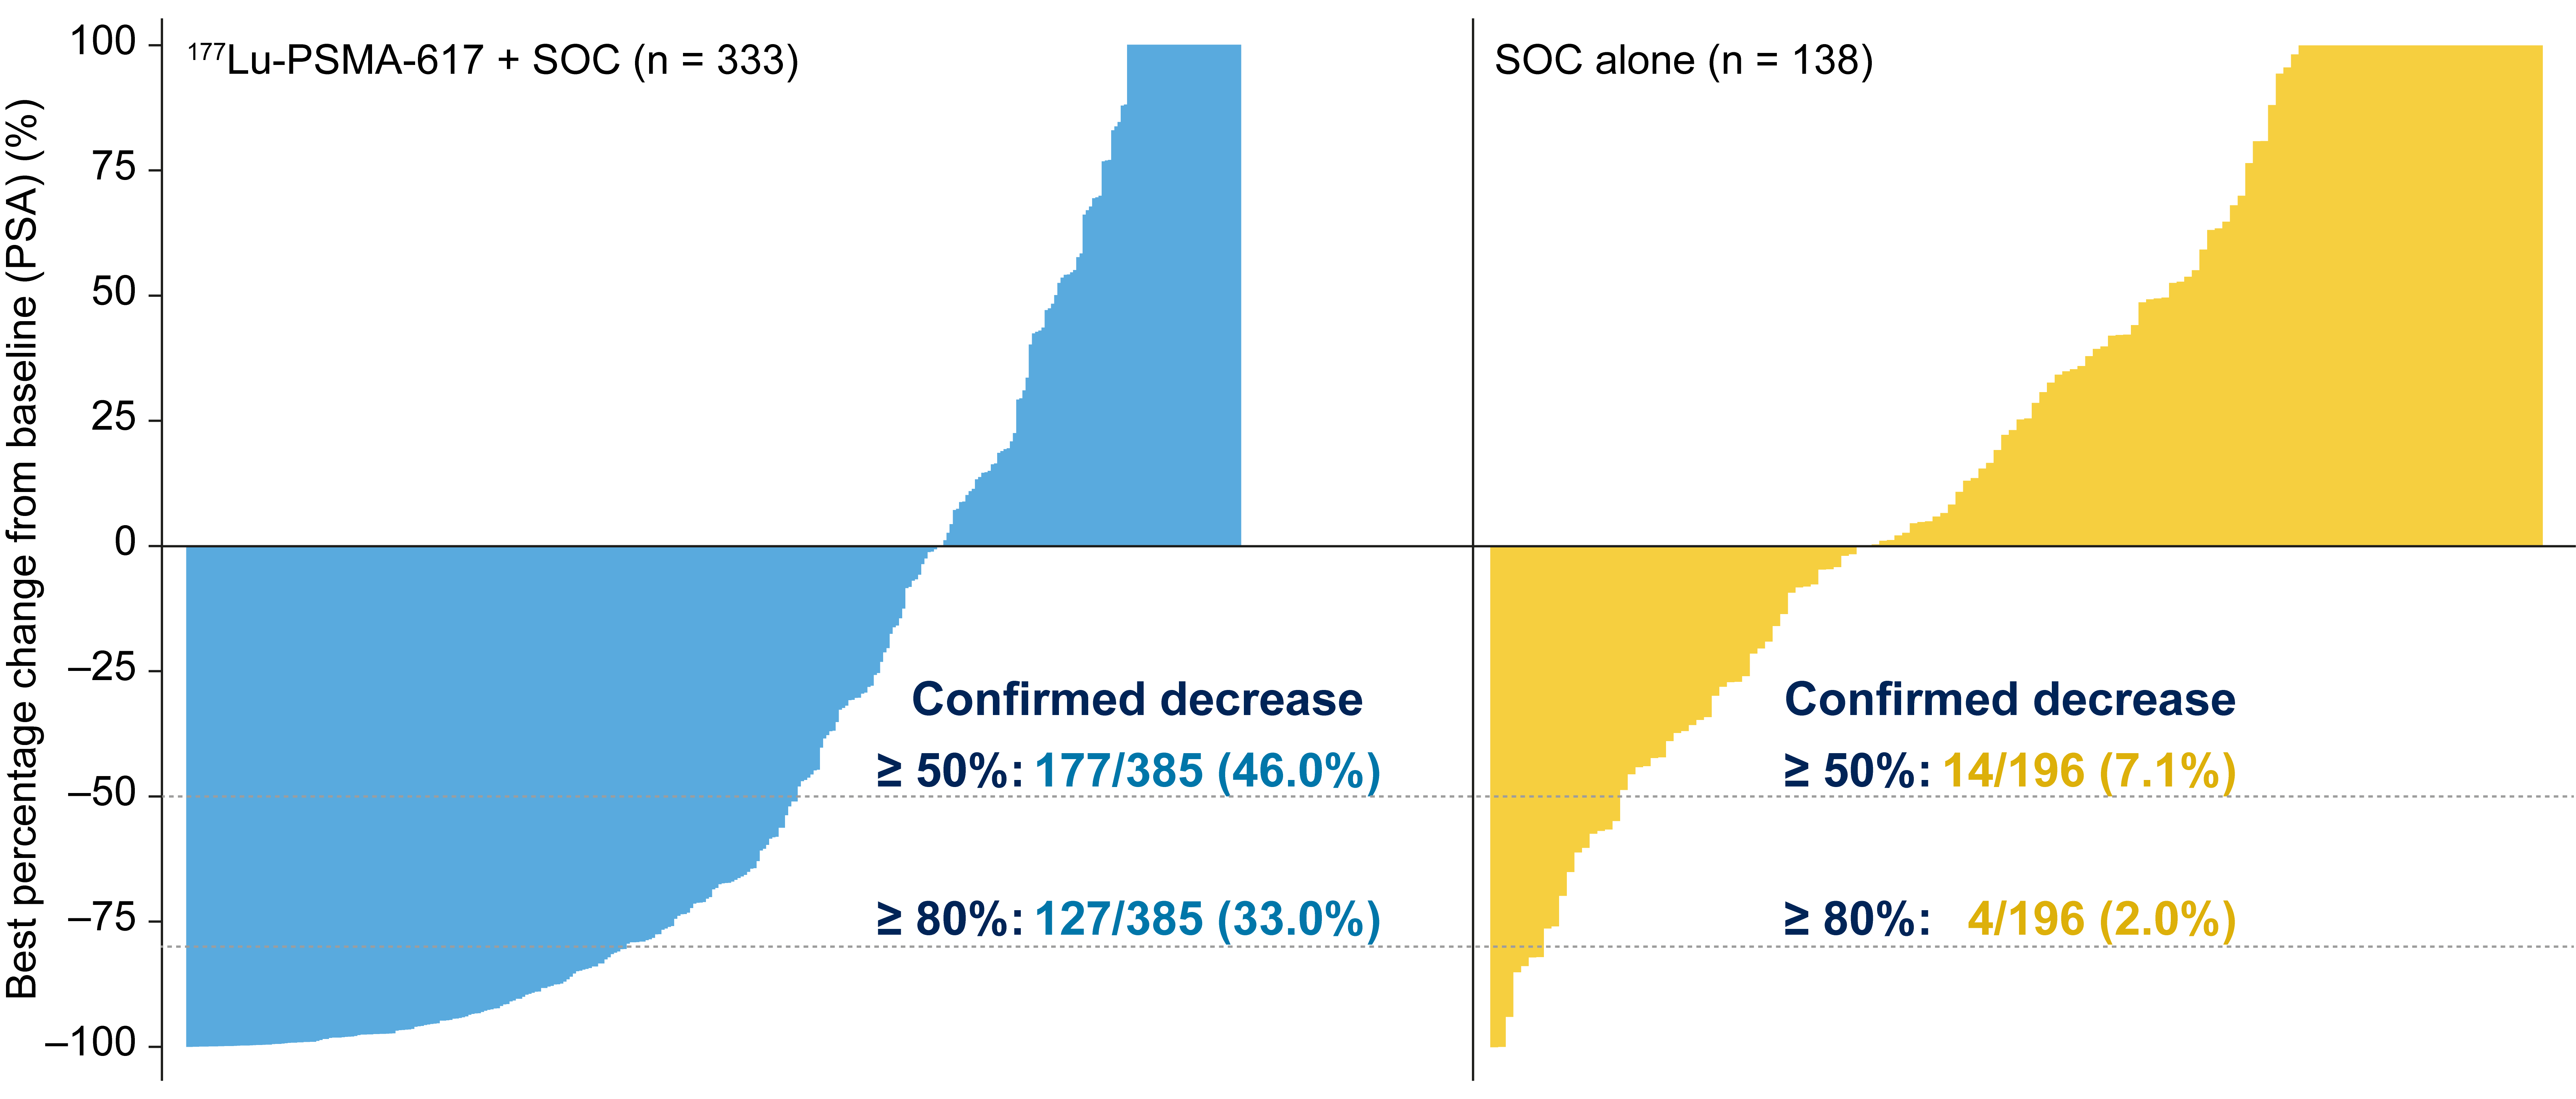 Best percentage change from baseline (PSA) (%)
100
75
50
25
0
–25
–50
–75
–100
¹⁷⁷Lu-PSMA-617 + SOC (n = 333)
Confirmed decrease
≥ 50%: 177/385 (46.0%)
≥ 80%: 127/385 (33.0%)
SOC alone (n = 138)
Confirmed decrease
≥ 50%: 14/196 (7.1%)
≥ 80%: 4/196 (2.0%)